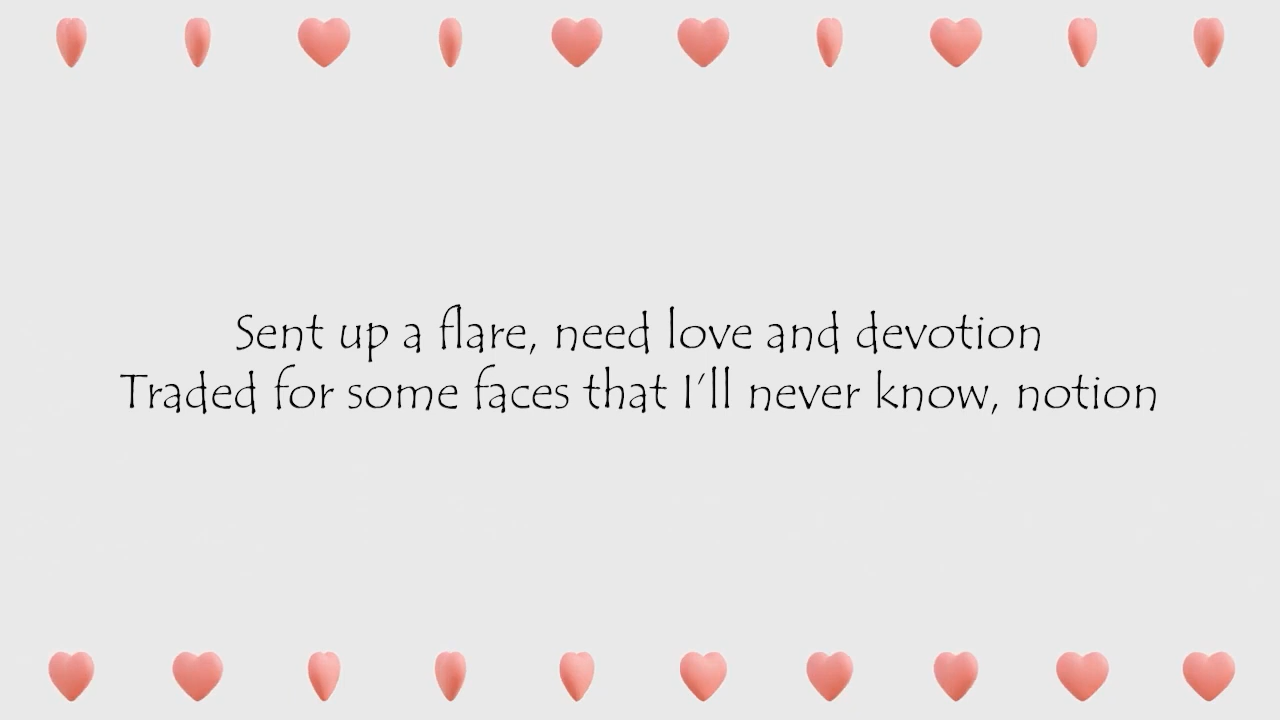 Sent up a flare, need love and devotion
Traded for some faces that I'll never know, notion